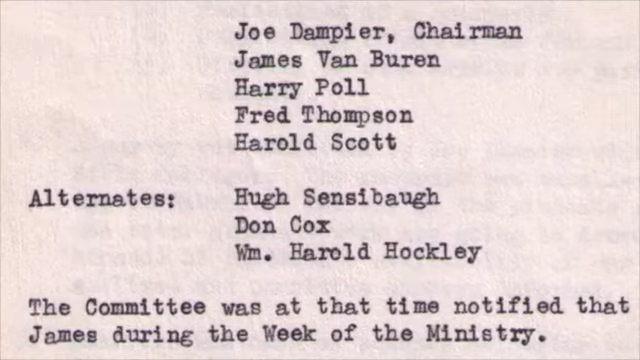 Joe Dampier, Chairman
James Van Buren
Harry Poll
Fred Thompson
Harold Scott
Alternates: Hugh Sensibaugh
Don Cox
Wm. Harold Hockley
The Committee was at that time notified that
James during the Week of the Ministry.